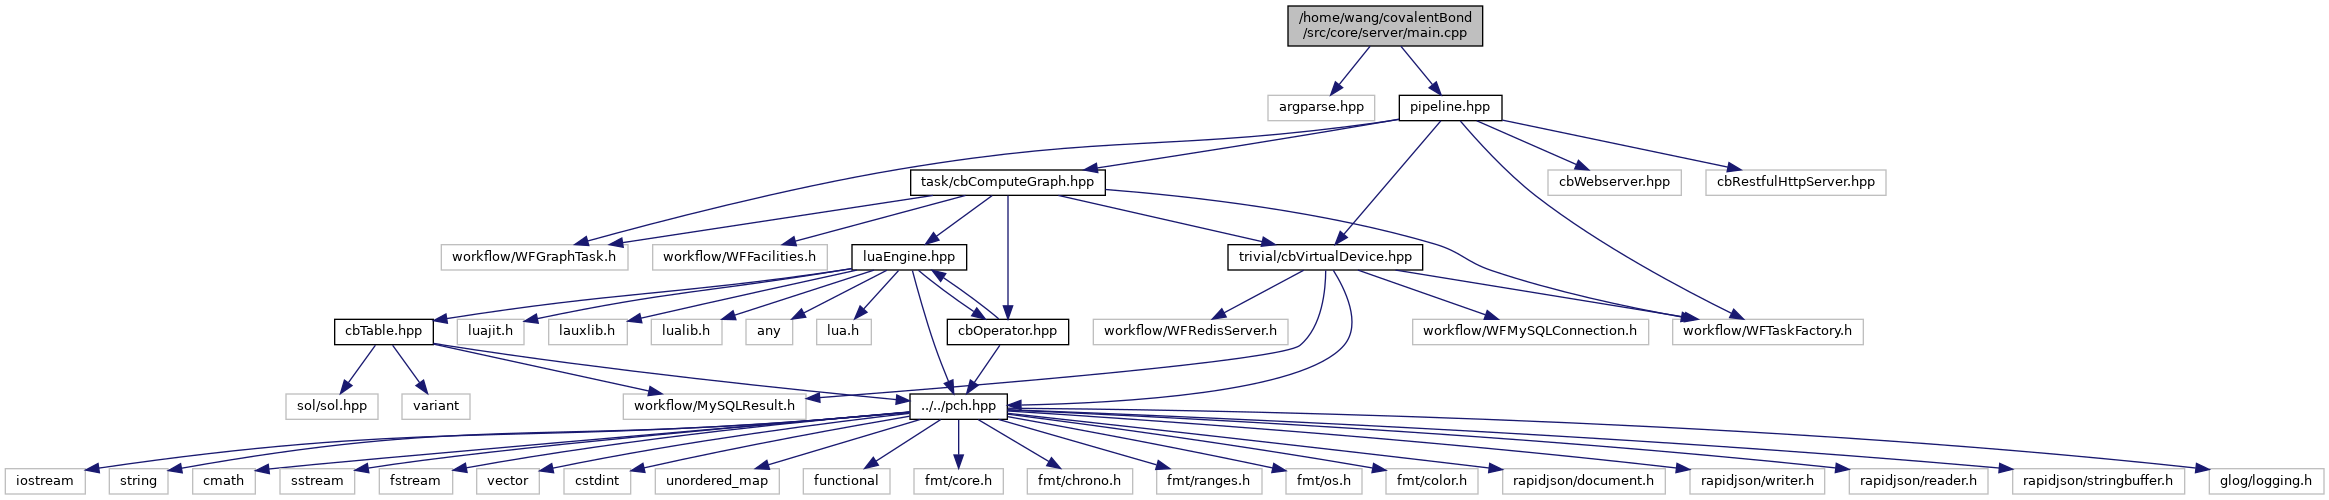 /home/wang/covalentBond
/src/core/server/main.cpp
argparse.hpp
pipeline.hpp
task/cbComputeGraph.hpp
cbWebserver.hpp
cbRestfulHttpServer.hpp
workflow/WFGraphTask.h
workflow/WFFacilities.h
luaEngine.hpp
trivial/cbVirtualDevice.hpp
cbTable.hpp
luajit.h
lauxlib.h
lualib.h
any
lua.h
cbOperator.hpp
workflow/WFRedisServer.h
workflow/WFMySQLConnection.h
workflow/WFTaskFactory.h
sol/sol.hpp
variant
workflow/MySQLResult.h
../../pch.hpp
iostream
string
cmath
sstream
fstream
vector
cstdint
unordered_map
functional
fmt/core.h
fmt/chrono.h
fmt/ranges.h
fmt/os.h
fmt/color.h
rapidjson/document.h
rapidjson/writer.h
rapidjson/reader.h
rapidjson/stringbuffer.h
glog/logging.h